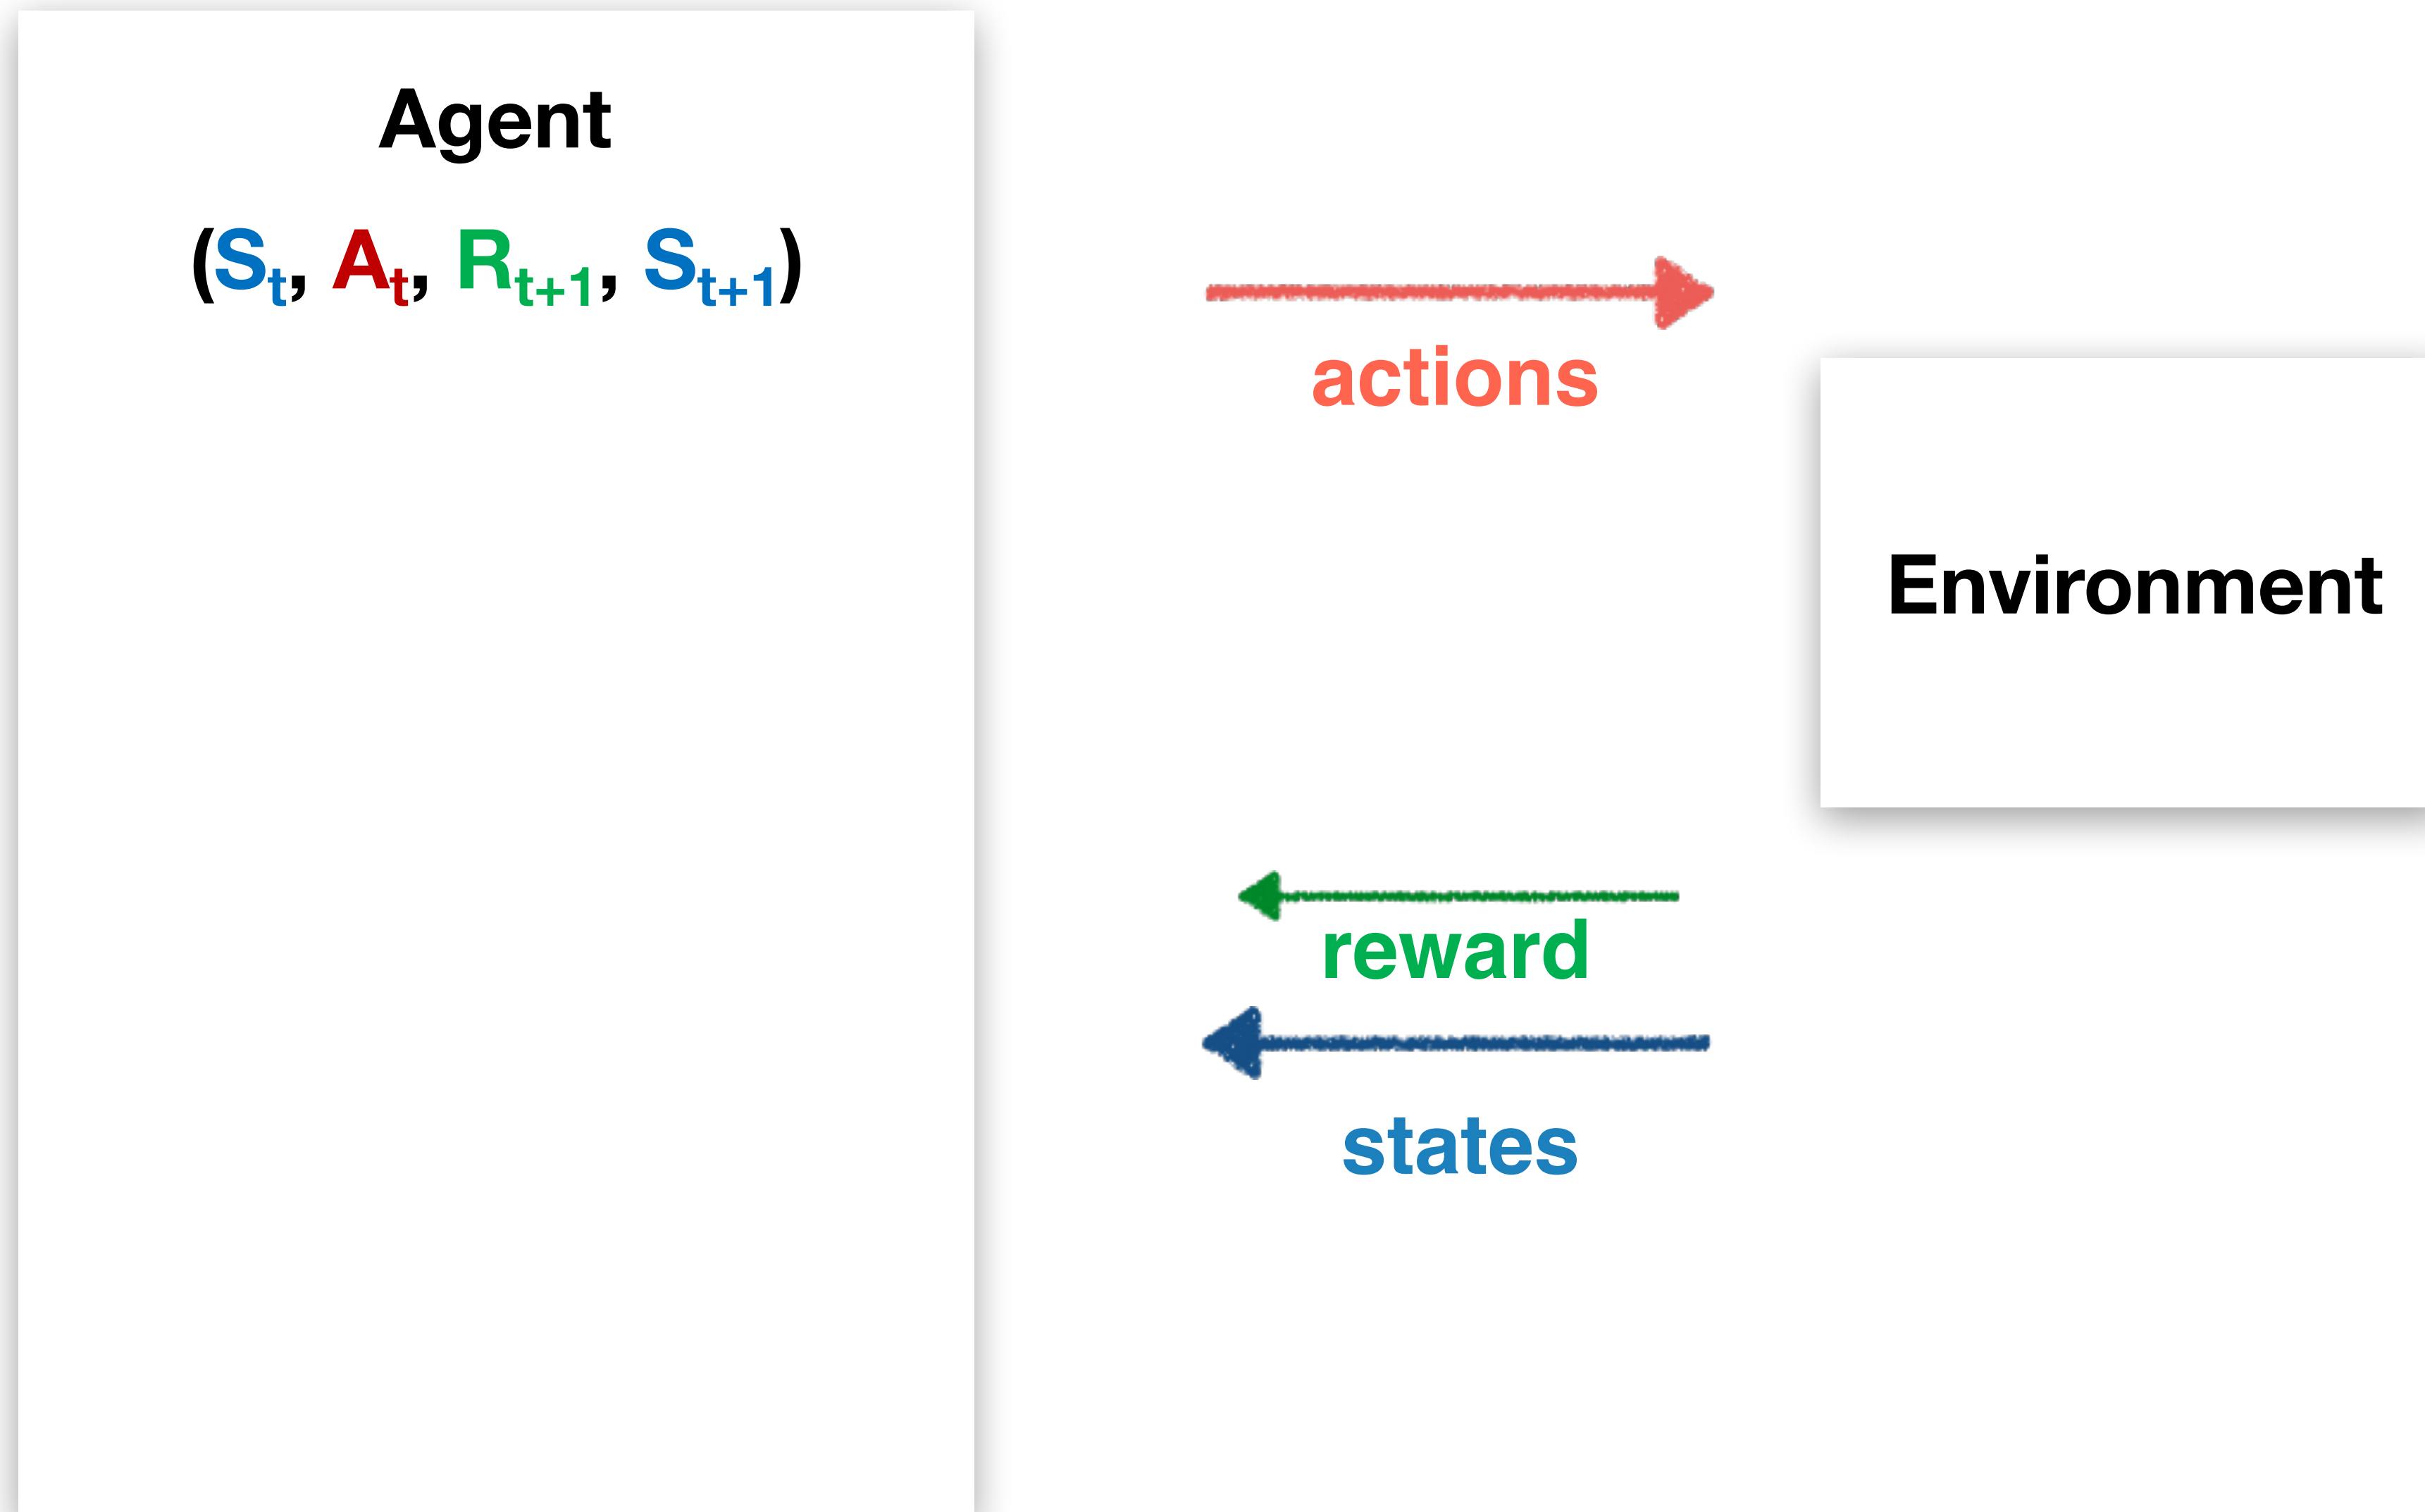 Agent
(Sₜ, Aₜ, Rₜ₊₁, Sₜ₊₁)
actions
Environment
reward
states